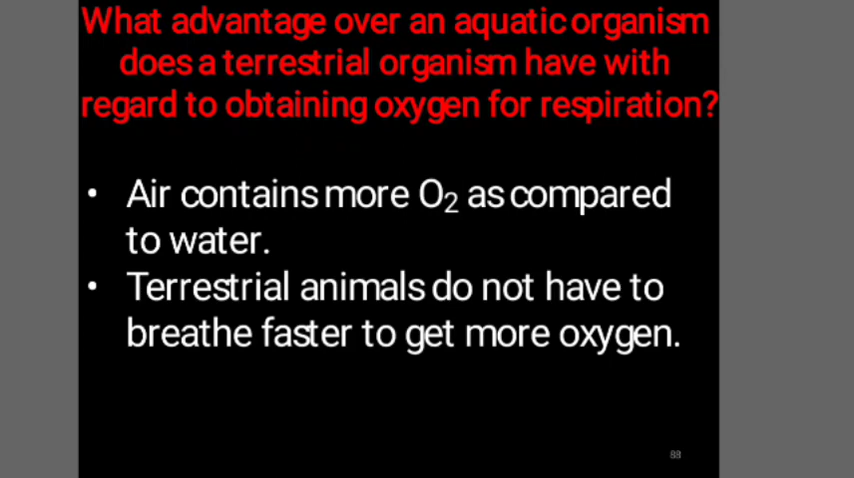 What advantage over an aquatic organism
does a terrestrial organism have with
regard to obtaining oxygen for respiration?
• Air contains more O₂ as compared
to water.
• Terrestrial animals do not have to
breathe faster to get more oxygen.
88